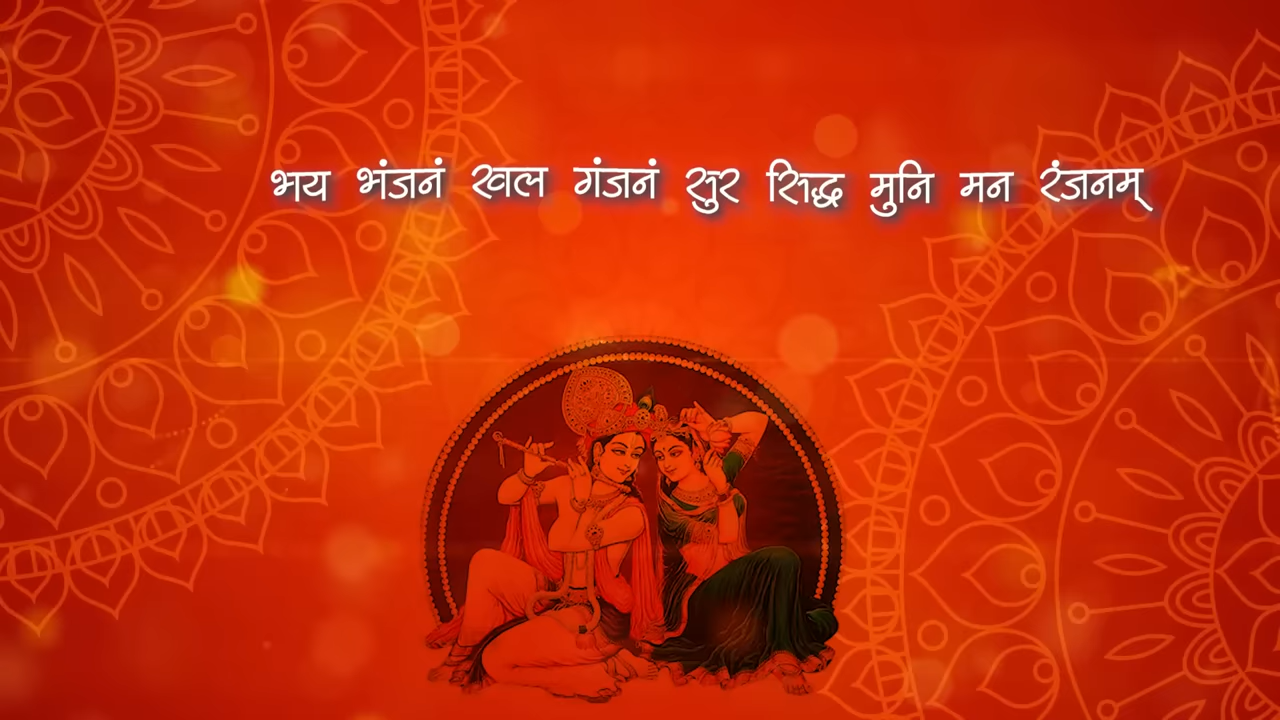 भय भंजनं खल गंजनं सुर सिद्ध मुनि मन रंजनम्